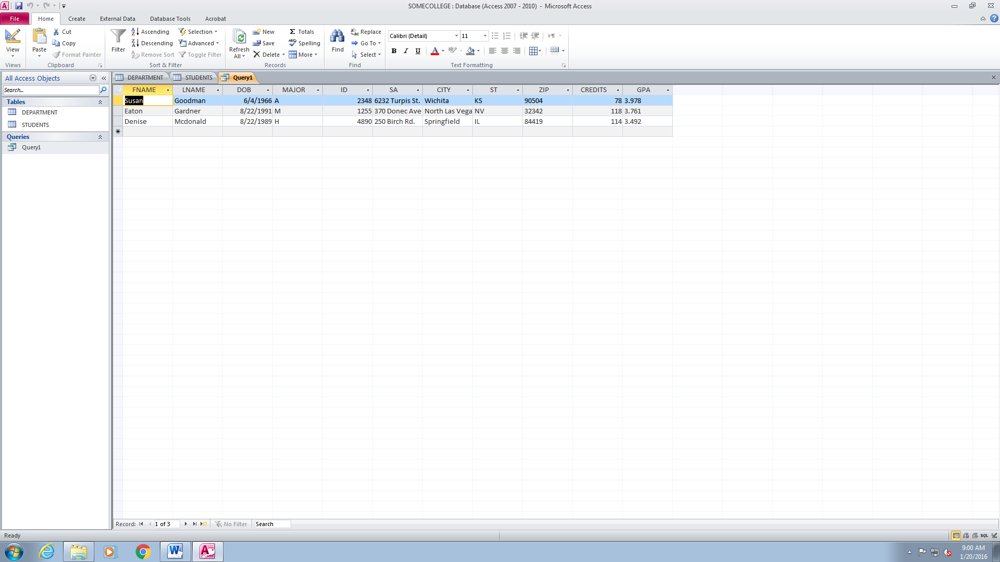 SOMECOLLEGE : Database (Access 2007 - 2010) - Microsoft Access
File Home Create External Data Database Tools Acrobat
View
Views
Paste
Cut
Copy
Format Painter
Clipboard
Filter
Ascending
Descending
Remove Sort
Selection
Advanced
Toggle Filter
Sort & Filter
Refresh All
New
Save
Delete
Totals
Spelling
More
Records
Find
Replace
Go To
Select
Find
Calibri (Detail) 11
B I U
Text Formatting
All Access Objects
Search...
Tables
DEPARTMENT
STUDENTS
Queries
Query1
DEPARTMENT STUDENTS Query1
FNAME LNAME DOB MAJOR ID SA CITY ST ZIP CREDITS GPA
Susan Goodman 6/4/1966 A 2348 6232 Turpis St. Wichita KS 90504 78 3.978
Eaton Gardner 8/22/1991 M 1255 370 Donec Ave North Las Vega NV 32342 118 3.761
Denise Mcdonald 8/22/1989 H 4890 250 Birch Rd. Springfield IL 84419 114 3.492
Record: 1 of 3 No Filter Search
Ready
SQL
9:00 AM
1/20/2016